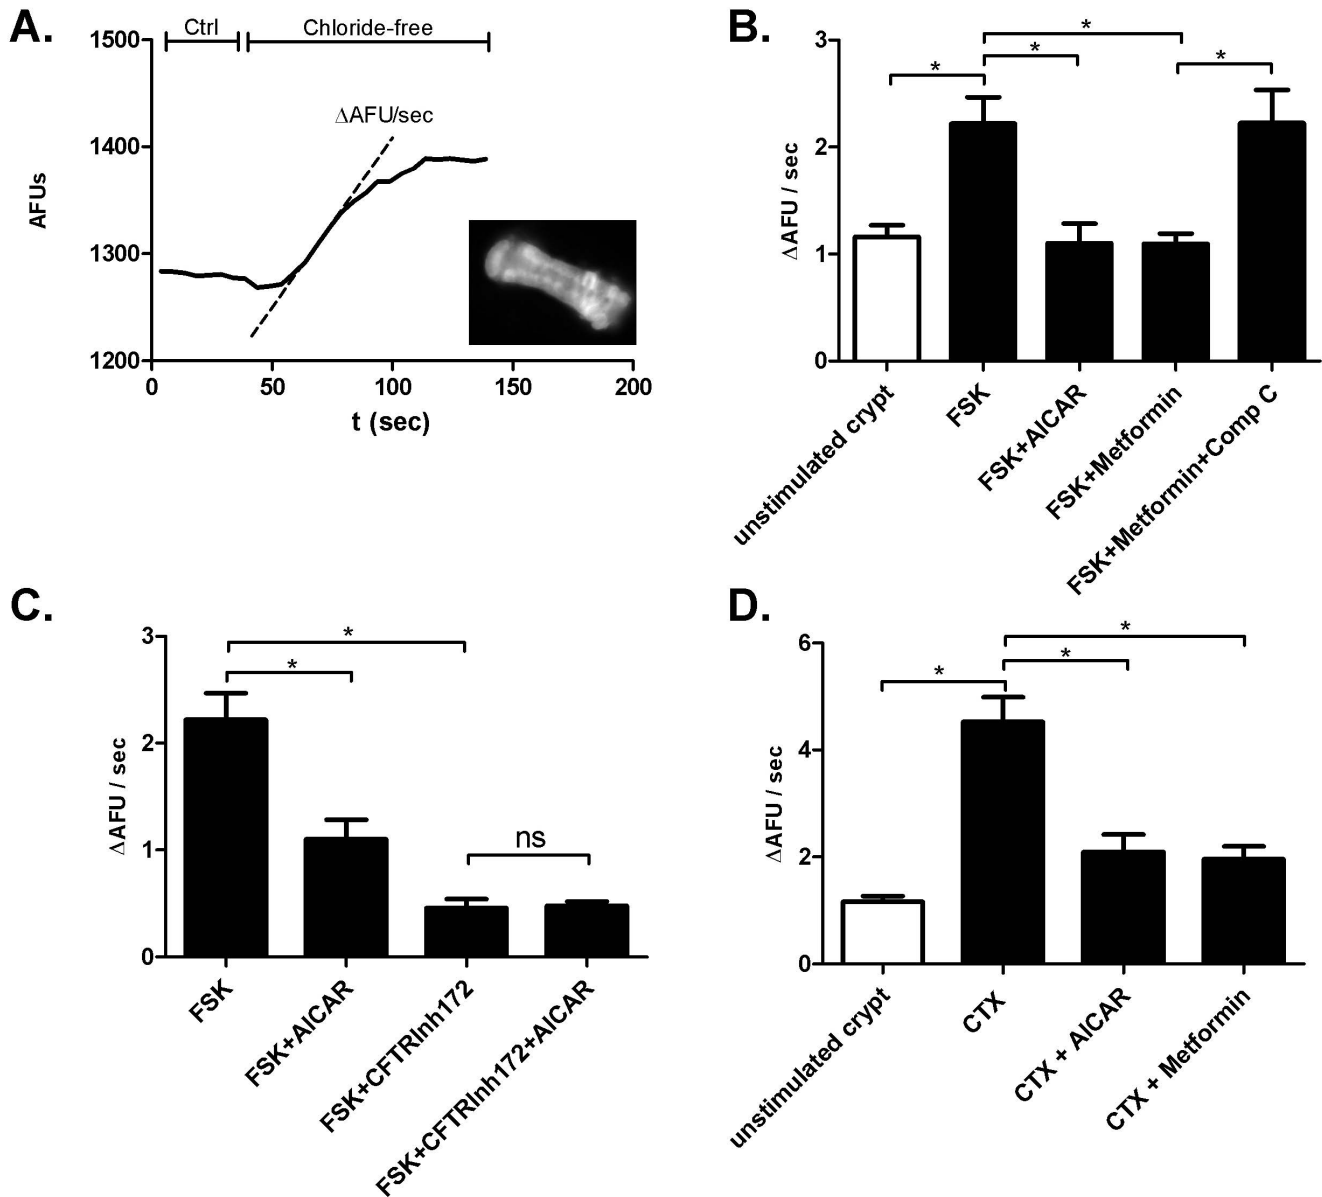 A.
Ctrl
Chloride-free
1500
1400
1300
1200
AFUs
ΔAFU/sec
0
50
100
150
200
t (sec)
B.
3
2
1
0
ΔAFU / sec
*
*
*
*
unstimulated crypt
FSK
FSK+AICAR
FSK+Metformin
FSK+Metformin+Comp C
C.
3
2
1
0
ΔAFU / sec
*
*
ns
FSK
FSK+AICAR
FSK+CFTRInh172
FSK+CFTRInh172+AICAR
D.
6
4
2
0
ΔAFU / sec
*
*
*
unstimulated crypt
CTX
CTX + AICAR
CTX + Metformin